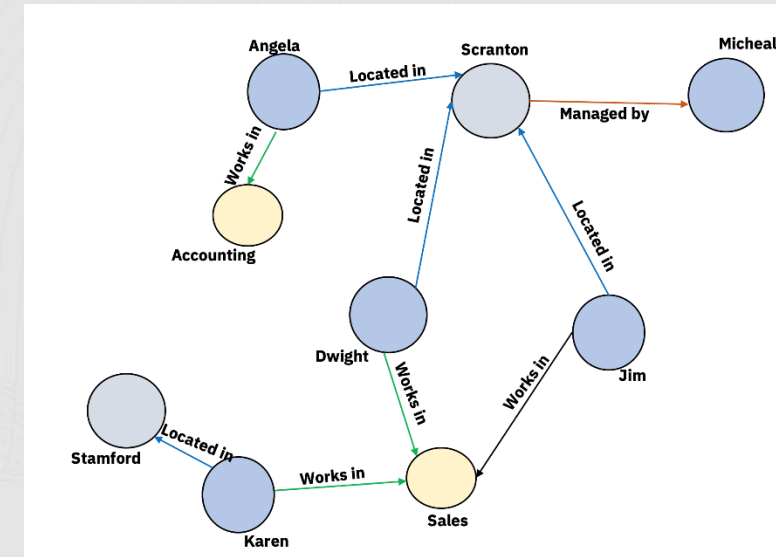 Angela
Scranton
Micheal
Located in
Managed by
Works in
Located in
Located in
Accounting
Dwight
Jim
Works in
Works in
Stamford
Located in
Works in
Sales
Karen